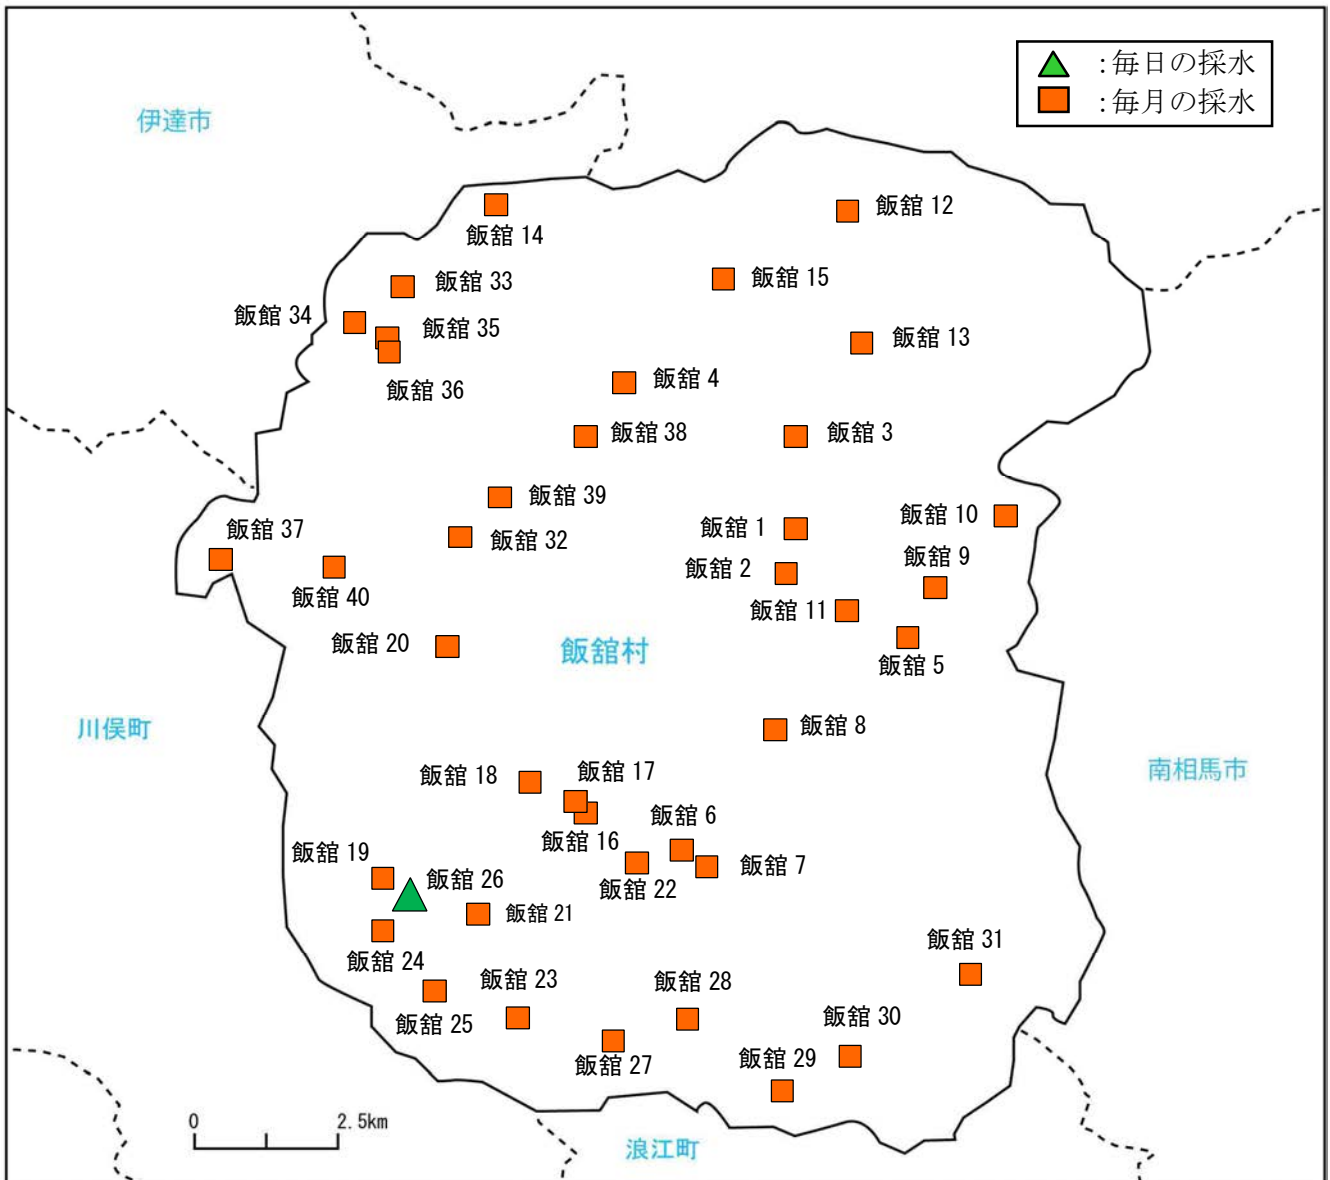 :毎日の採水
:毎月の採水
伊達市
飯舘 12
飯舘 14
飯舘 33
飯舘 15
飯館 34
飯舘 35
飯舘 13
飯舘 36
飯舘 4
飯舘 38
飯舘 3
飯舘 39
飯舘 10
飯舘 37
飯舘 32
飯舘 1
飯舘 9
飯舘 2
飯舘 40
飯舘 11
飯舘 20
飯舘村
飯舘 5
川俣町
飯舘 8
南相馬市
飯舘 18
飯舘 17
飯舘 6
飯舘 16
飯舘 19
飯舘 7
飯舘 26
飯舘 22
飯舘 21
飯舘 31
飯舘 24
飯舘 23
飯舘 28
飯舘 25
飯舘 30
飯舘 27
飯舘 29
0 2.5km
浪江町